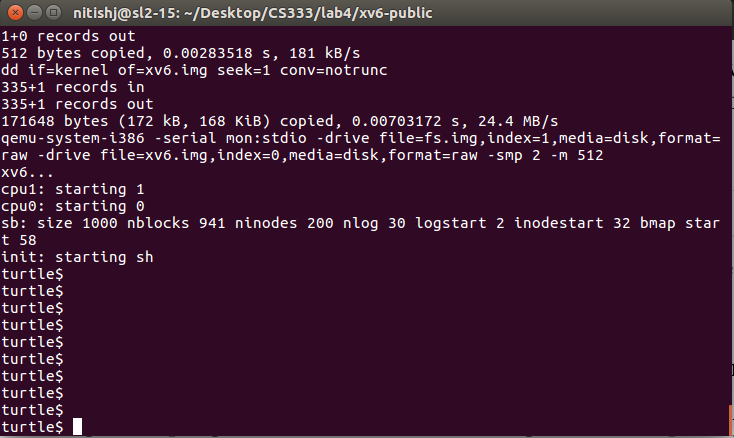 nitishj@sl2-15: ~/Desktop/CS333/lab4/xv6-public
1+0 records out
512 bytes copied, 0.00283518 s, 181 kB/s
dd if=kernel of=xv6.img seek=1 conv=notrunc
335+1 records in
335+1 records out
171648 bytes (172 kB, 168 KiB) copied, 0.00703172 s, 24.4 MB/s
qemu-system-i386 -serial mon:stdio -drive file=fs.img,index=1,media=disk,format=
raw -drive file=xv6.img,index=0,media=disk,format=raw -smp 2 -m 512
xv6...
cpu1: starting 1
cpu0: starting 0
sb: size 1000 nblocks 941 ninodes 200 nlog 30 logstart 2 inodestart 32 bmap star
t 58
init: starting sh
turtle$
turtle$
turtle$
turtle$
turtle$
turtle$
turtle$
turtle$
turtle$
turtle$